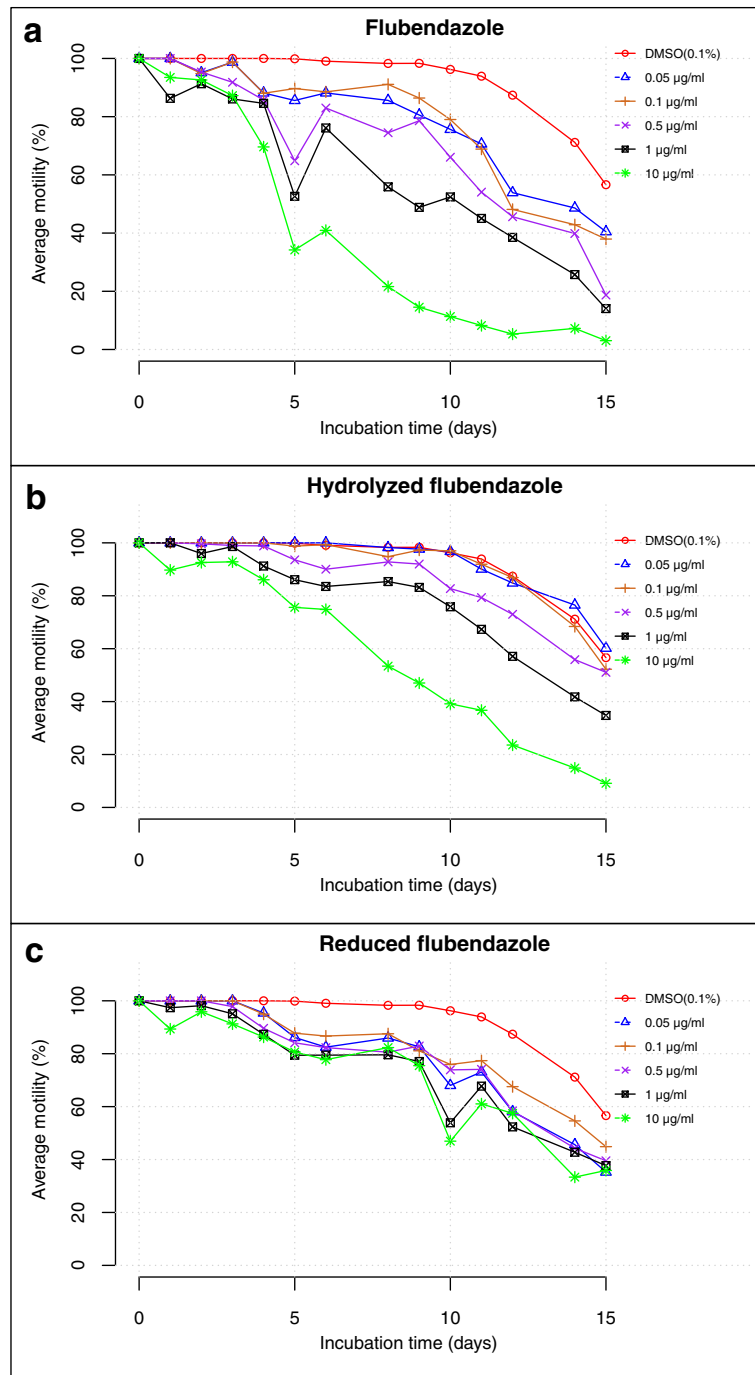 a
Flubendazole
Average motility (%)
100
80
60
40
20
0
0 5 10 15
Incubation time (days)
DMSO(0.1%)
0.05 µg/ml
0.1 µg/ml
0.5 µg/ml
1 µg/ml
10 µg/ml
b
Hydrolyzed flubendazole
Average motility (%)
100
80
60
40
20
0
0 5 10 15
Incubation time (days)
DMSO(0.1%)
0.05 µg/ml
0.1 µg/ml
0.5 µg/ml
1 µg/ml
10 µg/ml
c
Reduced flubendazole
Average motility (%)
100
80
60
40
20
0
0 5 10 15
Incubation time (days)
DMSO(0.1%)
0.05 µg/ml
0.1 µg/ml
0.5 µg/ml
1 µg/ml
10 µg/ml